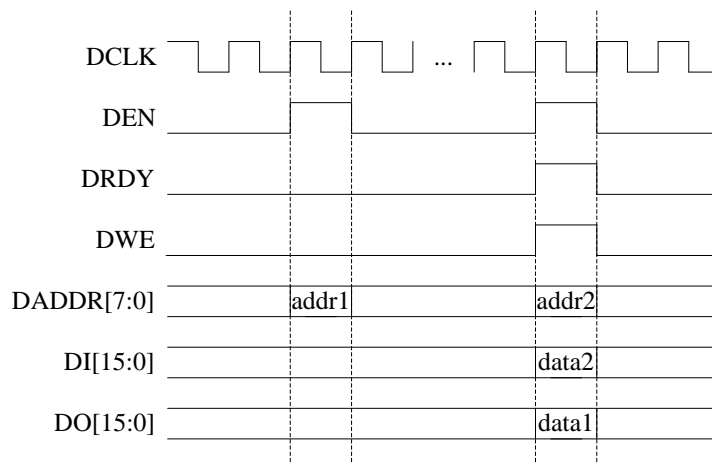 DCLK ...
DEN
DRDY
DWE
DADDR[7:0] addr1 addr2
DI[15:0] data2
DO[15:0] data1